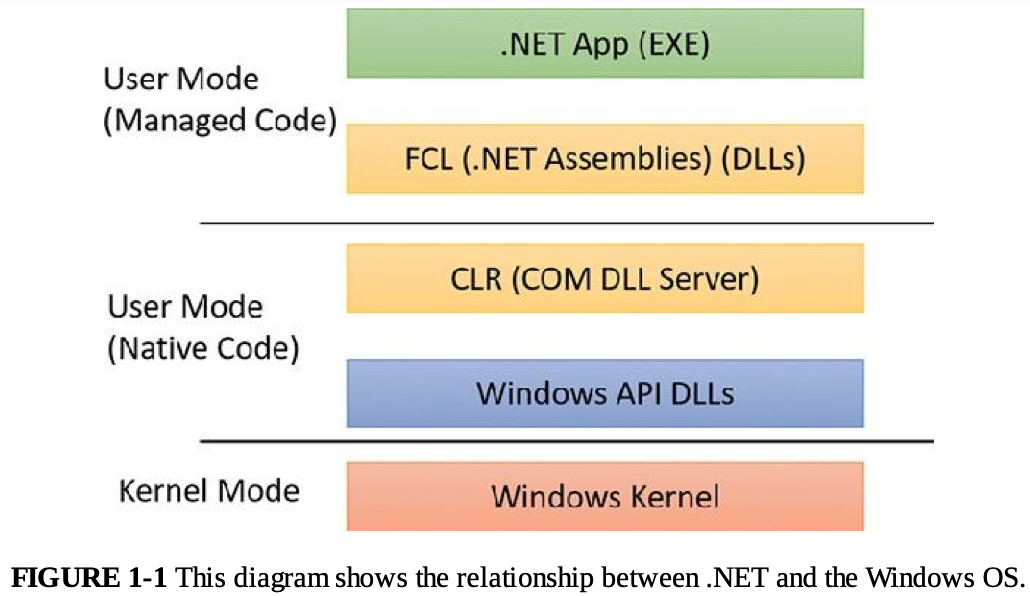 .NET App (EXE)
User Mode
(Managed Code)
FCL (.NET Assemblies) (DLLs)
CLR (COM DLL Server)
User Mode
(Native Code)
Windows API DLLs
Kernel Mode
Windows Kernel
FIGURE 1-1 This diagram shows the relationship between .NET and the Windows OS.